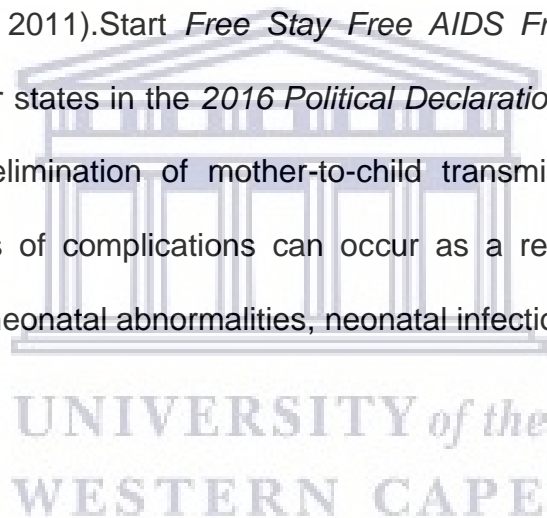 2011).Start Free Stay Free AIDS Fr
r states in the 2016 Political Declaratio
elimination of mother-to-child transmi
s of complications can occur as a re
neonatal abnormalities, neonatal infectio
UNIVERSITY of the
WESTERN CAPE